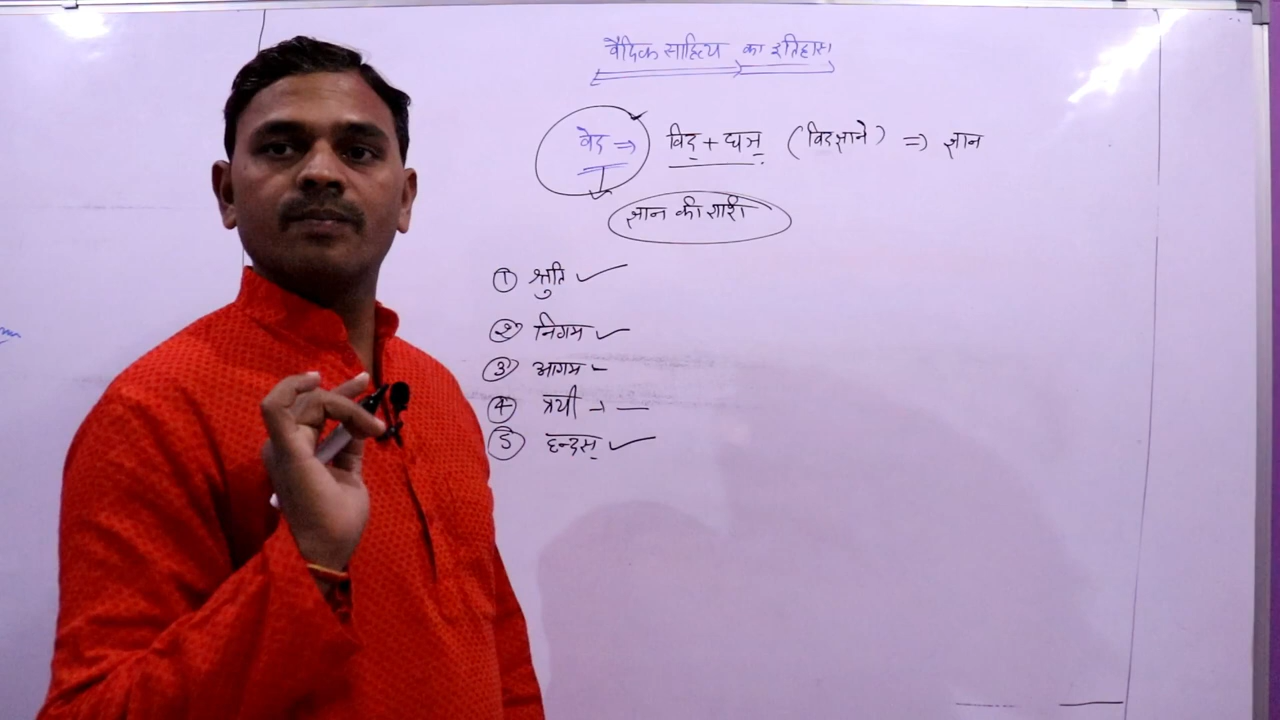 वैदिक साहित्य का इतिहास।
वेद ⇒ विद् + घञ् (विद ज्ञाने) ⇒ ज्ञान
ज्ञान की राशी
① श्रुति ✓
② निगम ✓
③ आगम –
④ त्रयी → —
⑤ छन्दस् ✓